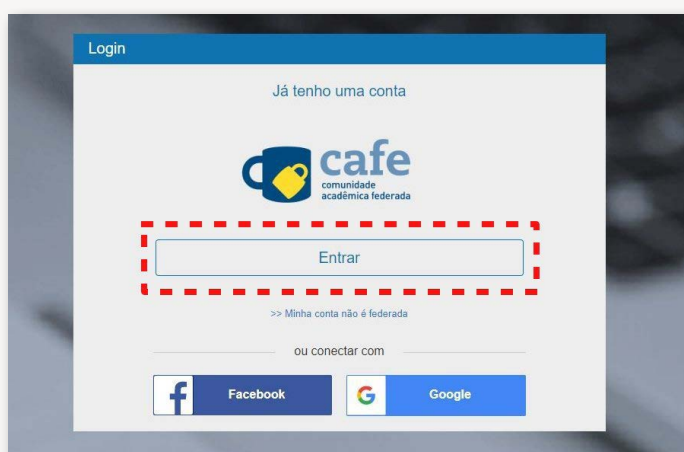 Login
Já tenho uma conta
cafe
comunidade
acadêmica federada
Entrar
>> Minha conta não é federada
ou conectar com
Facebook
Google